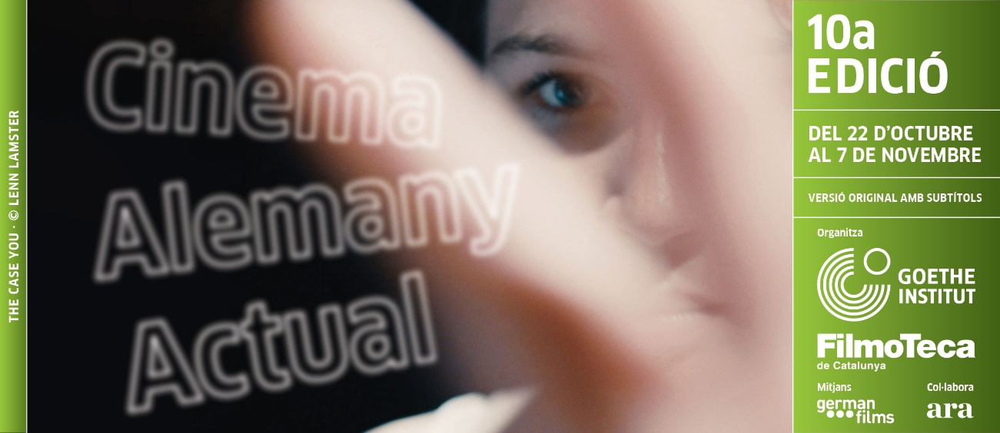 THE CASE YOU · © LENN LAMSTER
Cinema
Alemany
Actual
10a
EDICIÓ
DEL 22 D'OCTUBRE
AL 7 DE NOVEMBRE
VERSIÓ ORIGINAL AMB SUBTÍTOLS
Organitza
GOETHE
INSTITUT
FilmoTeca
de Catalunya
Mitjans
german
films
Col·labora
ara